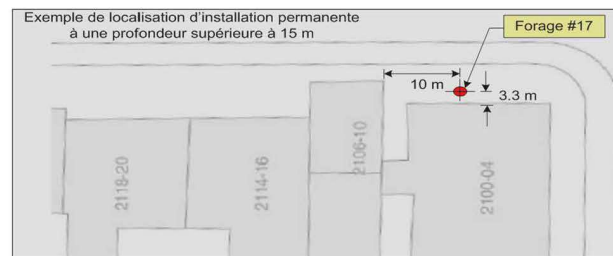 Exemple de localisation d'installation permanente
à une profondeur supérieure à 15 m
Forage #17
10 m
3.3 m
2118-20
2114-16
2106-10
2100-04